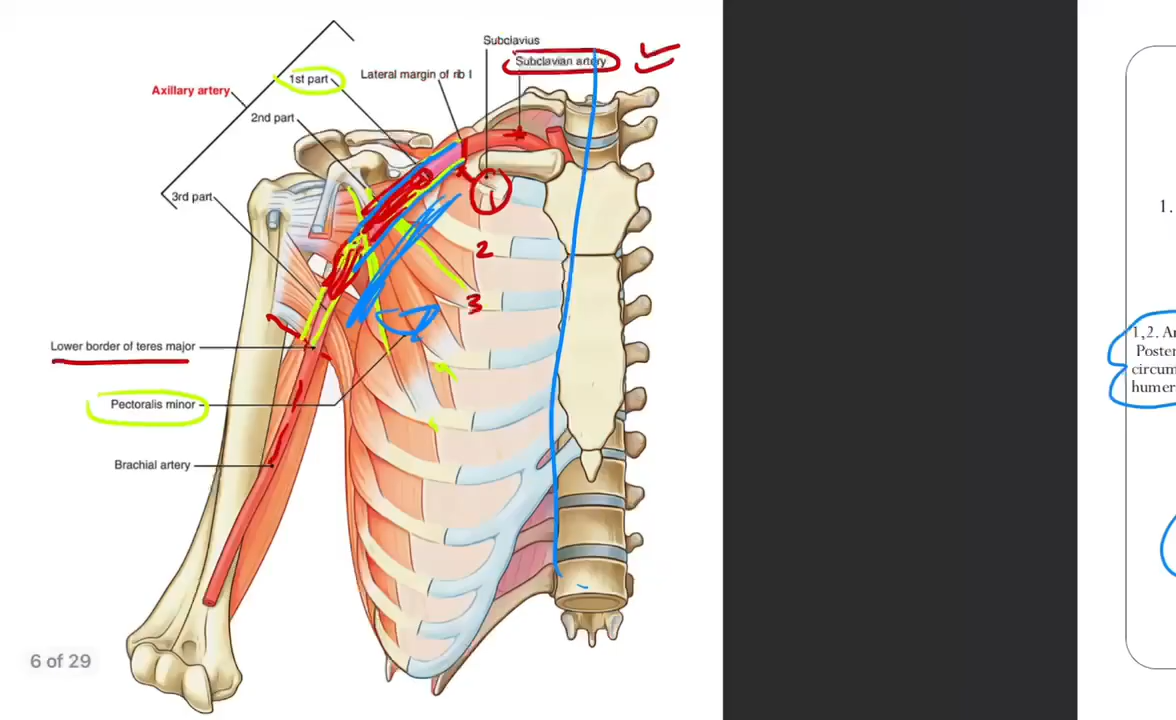 Subclavius
Subclavian artery
Lateral margin of rib I
1st part
Axillary artery
2nd part
3rd part
Lower border of teres major
Pectoralis minor
Brachial artery
1
2
3
6 of 29
1.
1,2. An
Poster
circum
humer